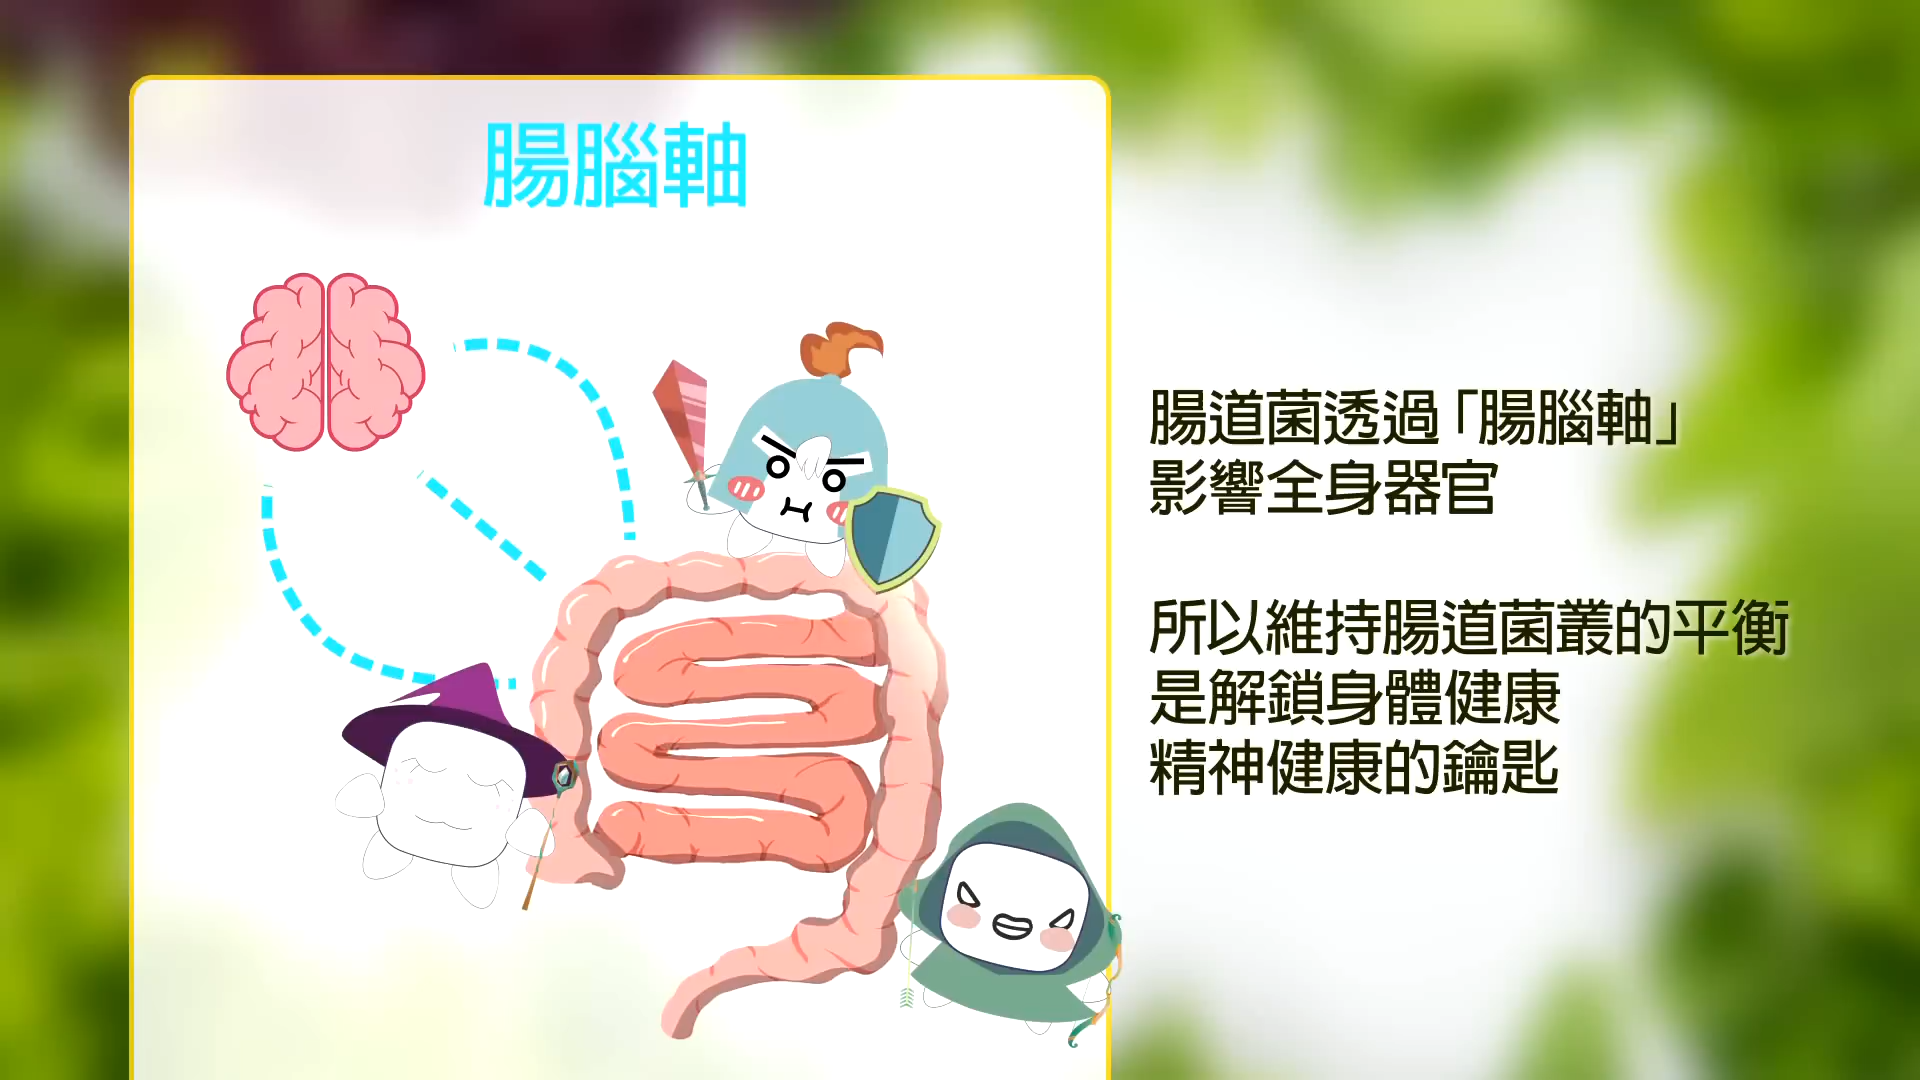 腸腦軸
腸道菌透過「腸腦軸」
影響全身器官
所以維持腸道菌叢的平衡
是解鎖身體健康
精神健康的鑰匙